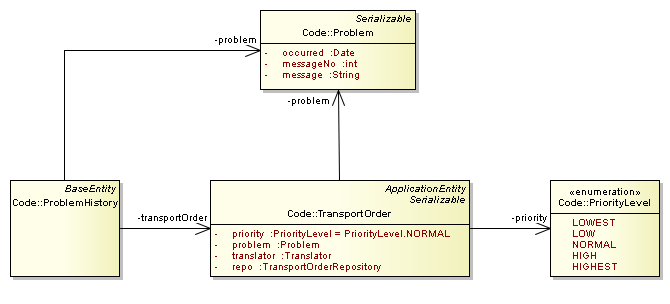 Serializable
Code::Problem
- occurred :Date
- messageNo :int
- message :String
-problem
-problem
BaseEntity
Code::ProblemHistory
-transportOrder
ApplicationEntity
Serializable
Code::TransportOrder
- priority :PriorityLevel = PriorityLevel.NORMAL
- problem :Problem
- translator :Translator
- repo :TransportOrderRepository
-priority
«enumeration»
Code::PriorityLevel
LOWEST
LOW
NORMAL
HIGH
HIGHEST